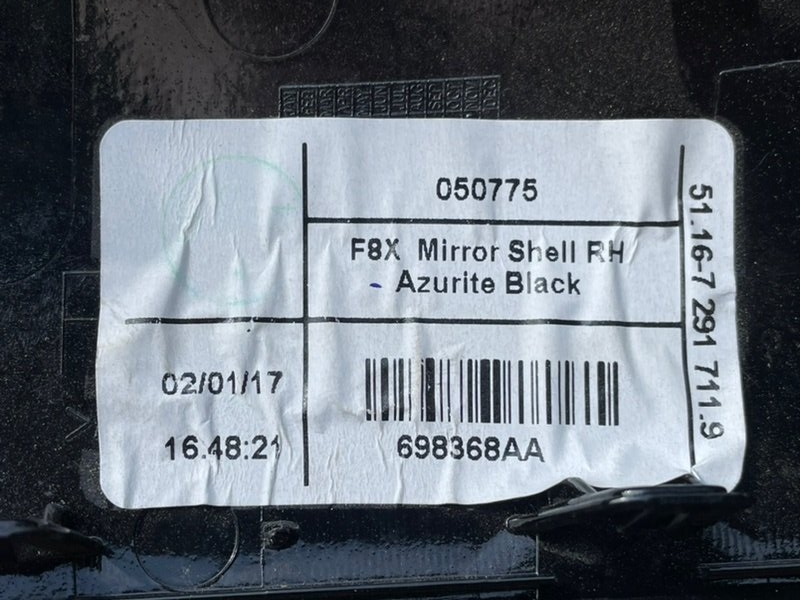 050775
F8X Mirror Shell RH
- Azurite Black
51.16-7 291 711.9
02/01/17
16.48:21
698368AA